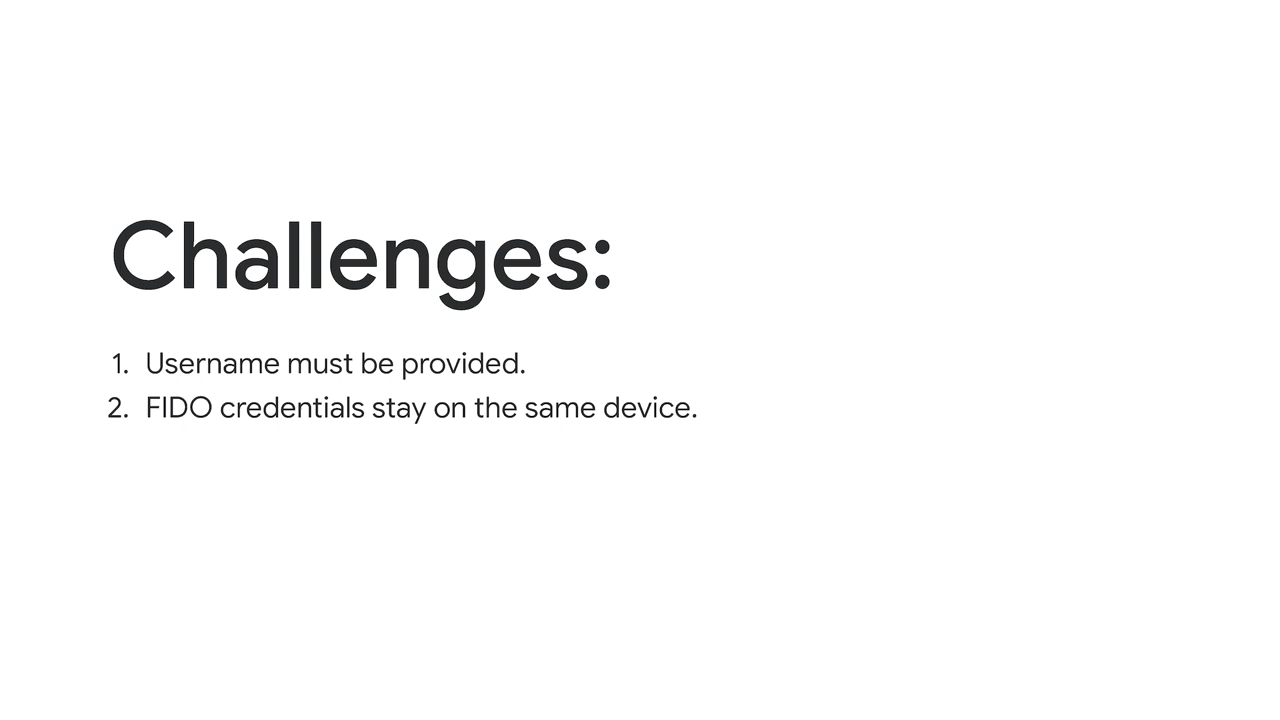 Challenges:
1. Username must be provided.
2. FIDO credentials stay on the same device.